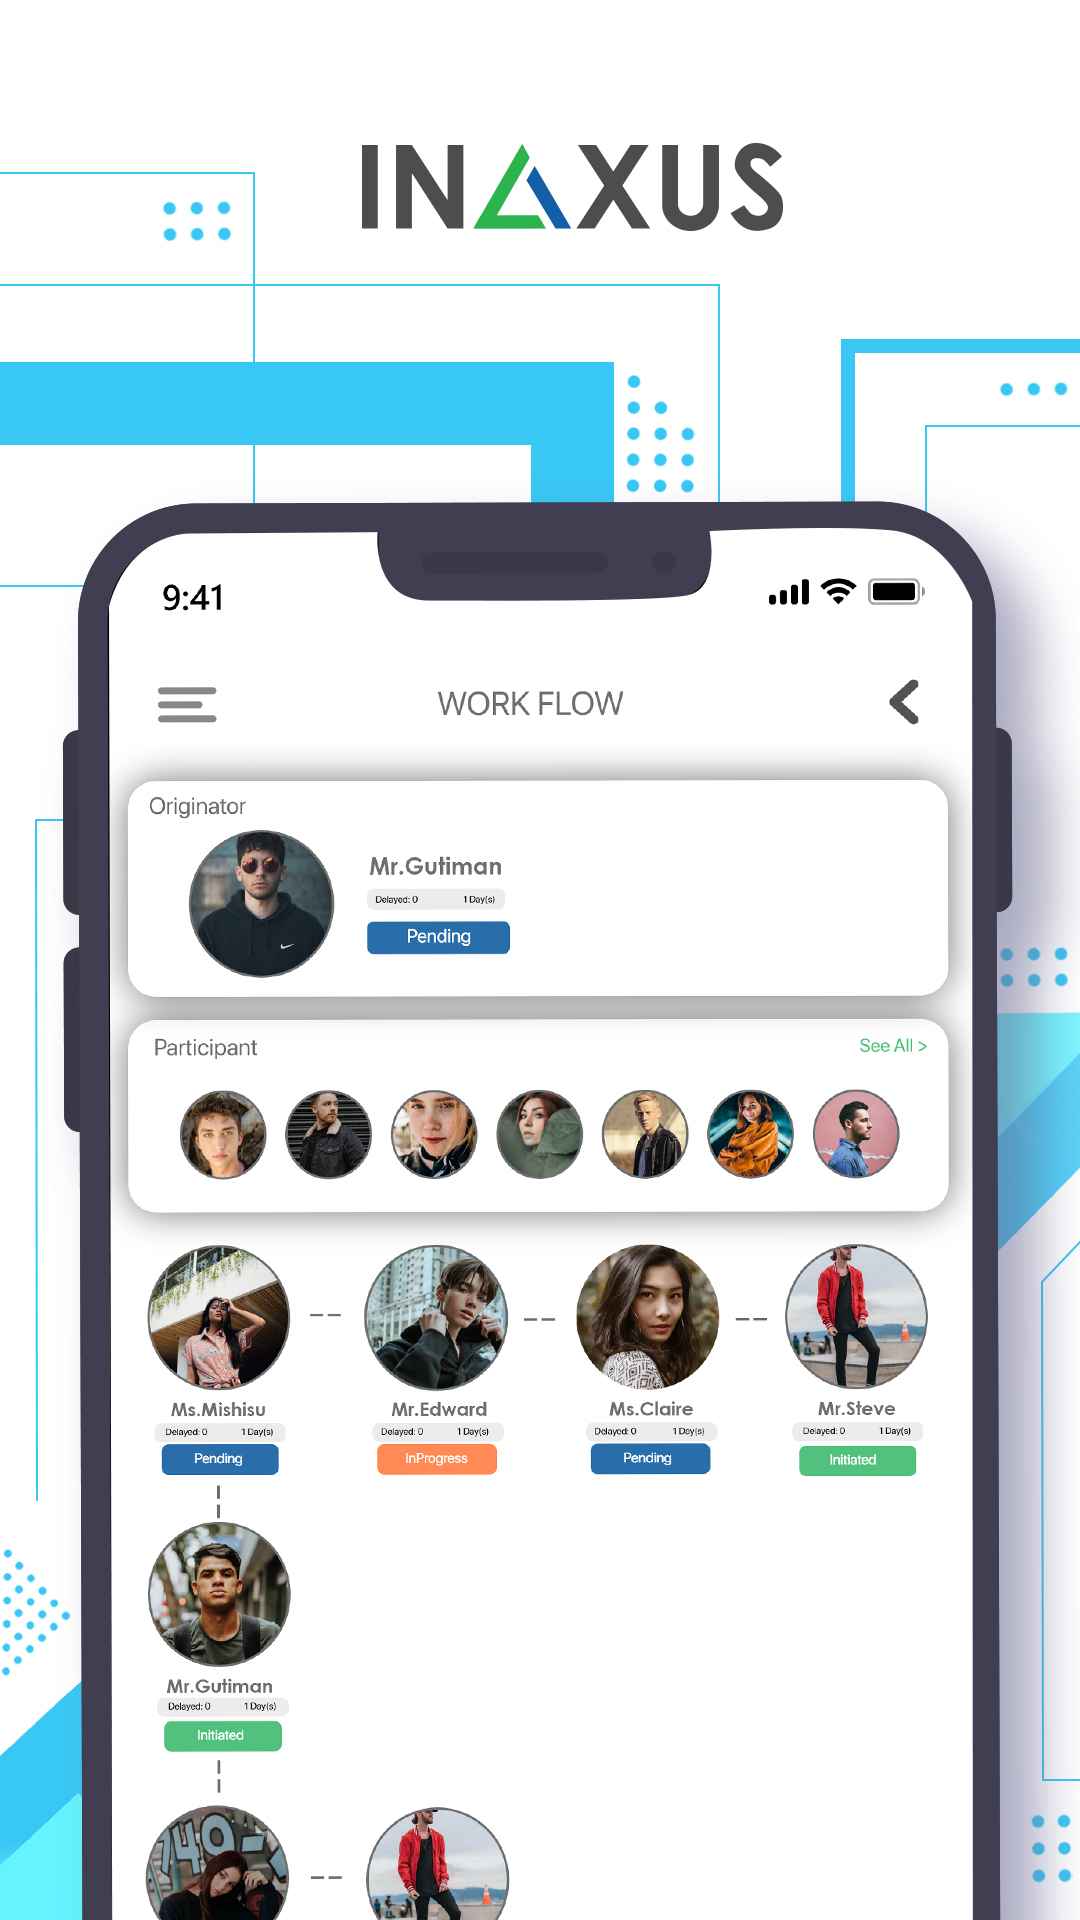 INAXUS
9:41
WORK FLOW
Originator
Mr.Gutiman
Delayed: 0 1 Day(s)
Pending
Participant See All >
Ms.Mishisu Mr.Edward Ms.Claire Mr.Steve
Delayed: 0 1 Day(s) Delayed: 0 1 Day(s) Delayed: 0 1 Day(s) Delayed: 0 1 Day(s)
Pending InProgress Pending Initiated
Mr.Gutiman
Delayed: 0 1 Day(s)
Initiated